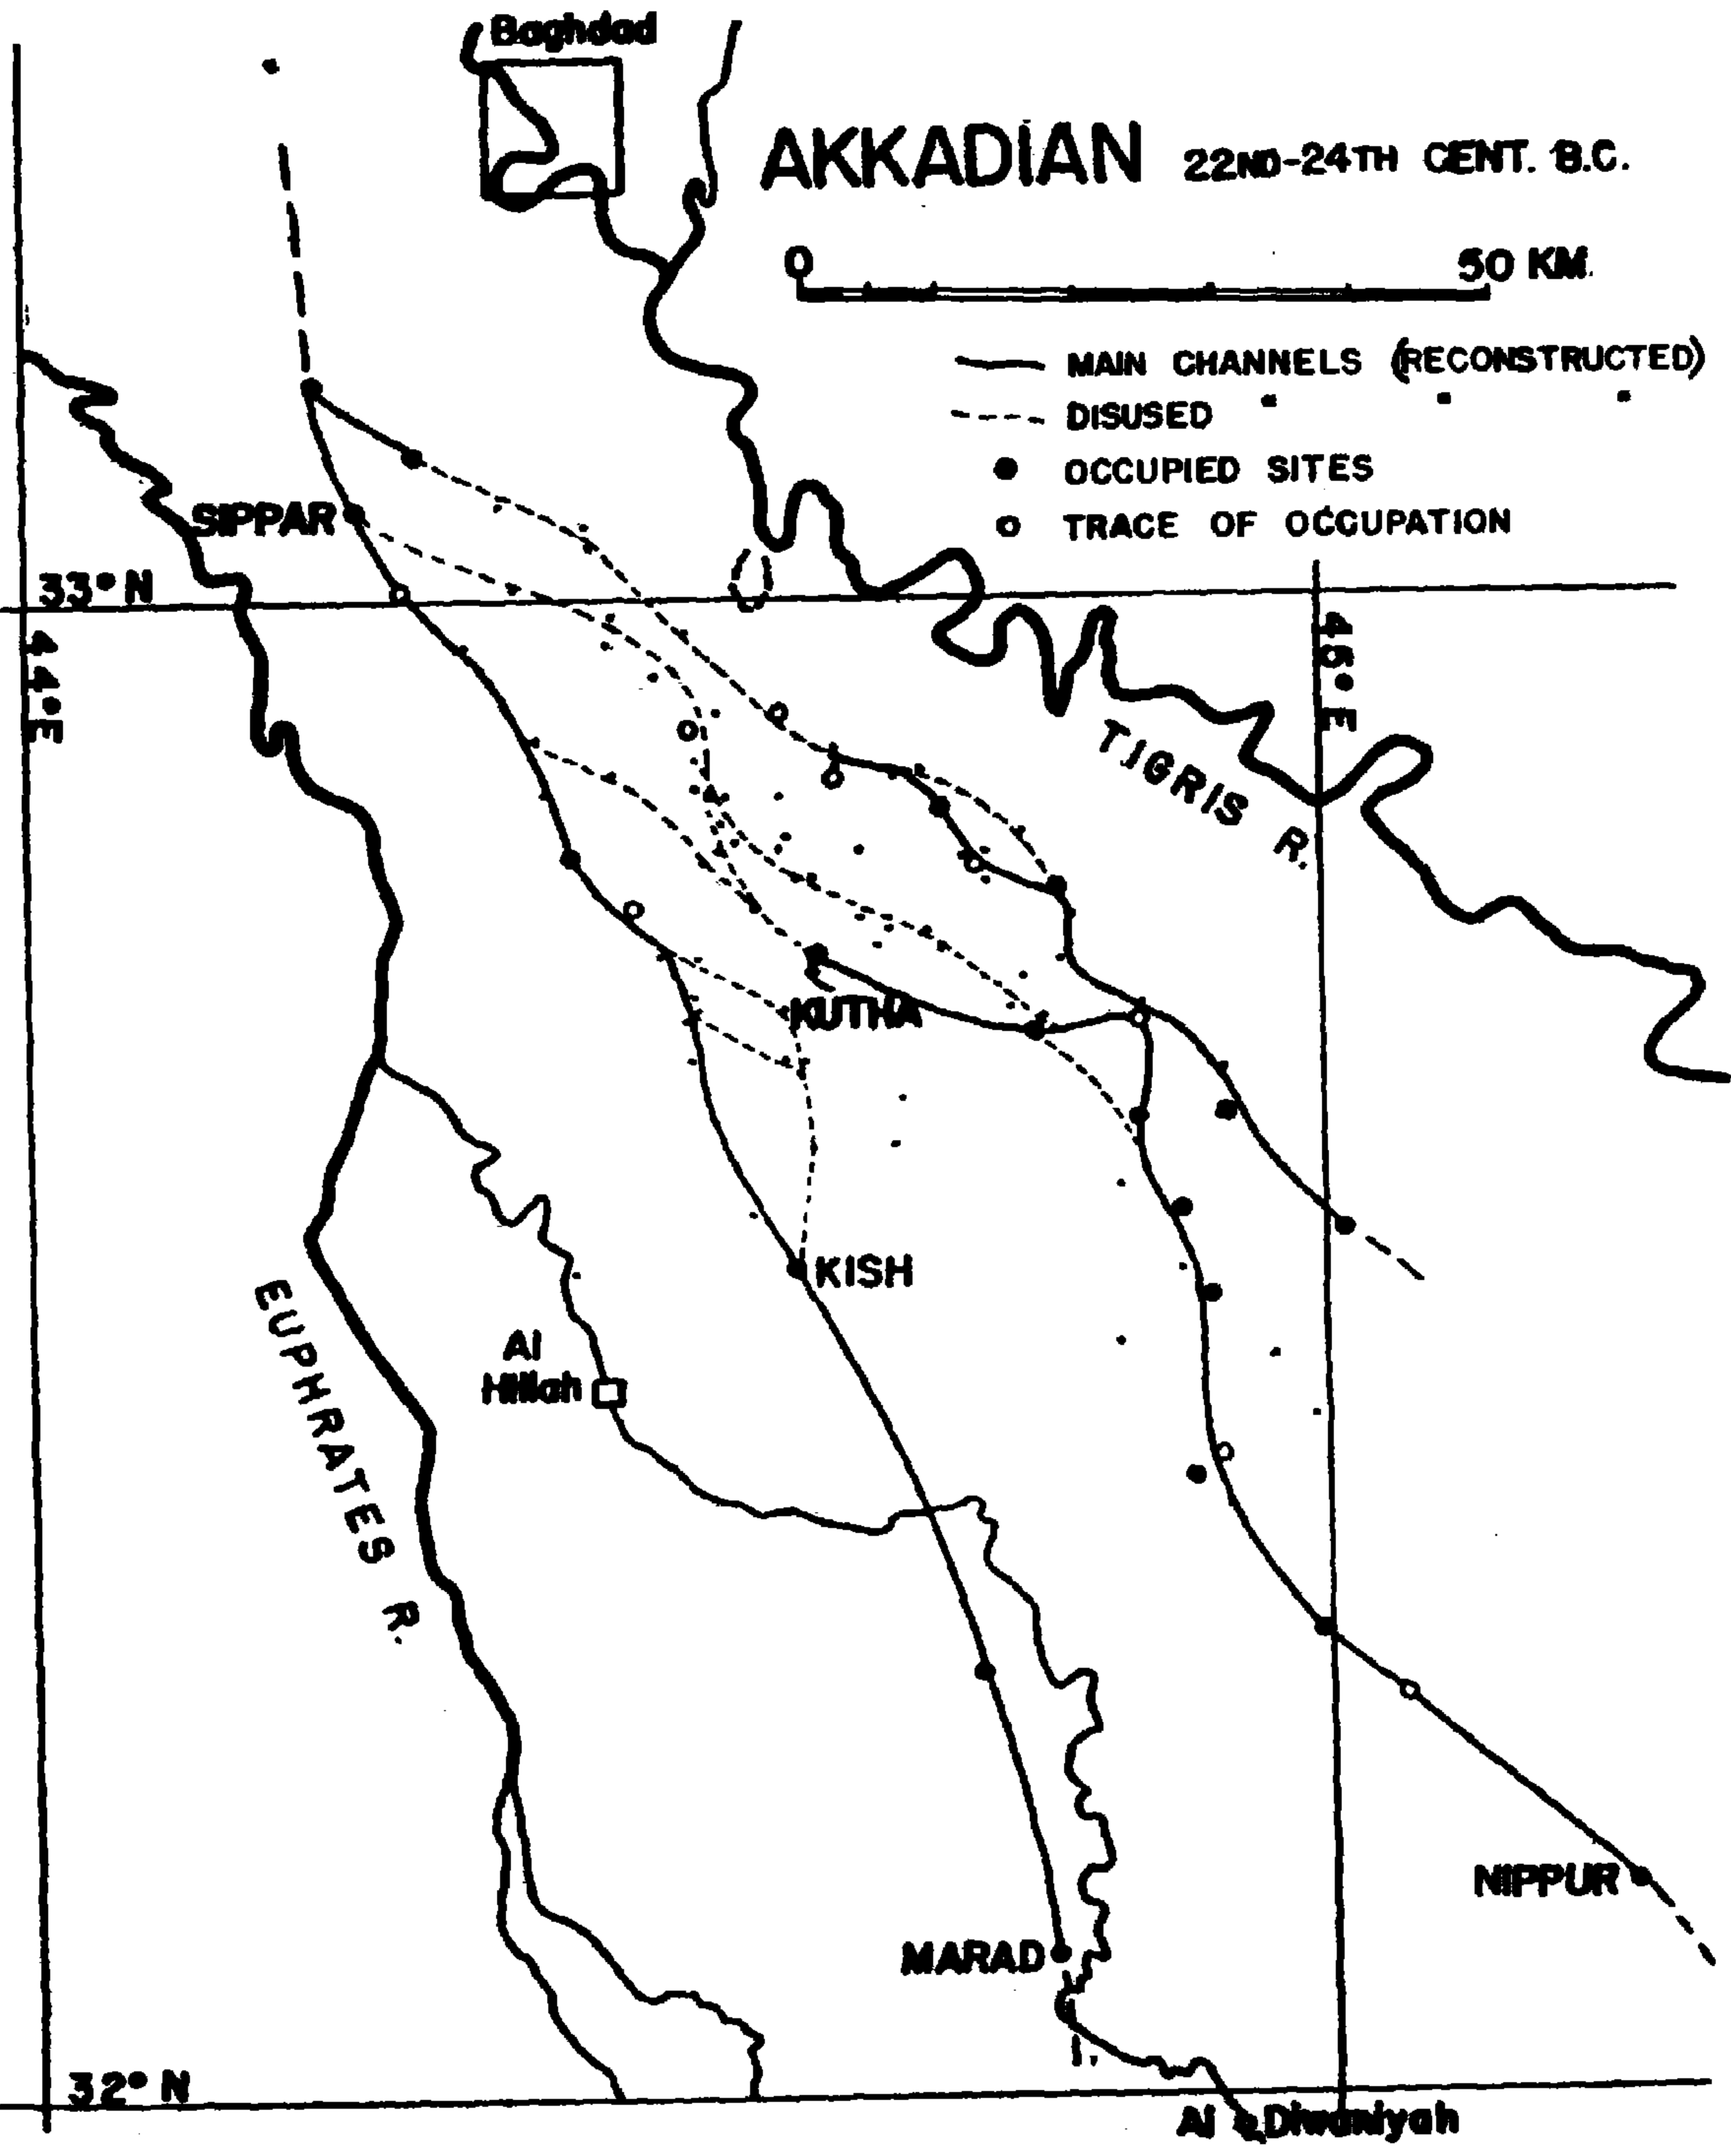 Baghdad
AKKADIAN 22ND-24TH CENT. B.C.
0 50 KM.
MAIN CHANNELS (RECONSTRUCTED)
DISUSED " " "
OCCUPIED SITES
TRACE OF OCCUPATION
SIPPAR
33° N
44° E
45° E
TIGRIS R.
KUTHA
KISH
EUPHRATES R.
Al
Hillah
NIPPUR
MARAD
32° N
Al Diwaniyah